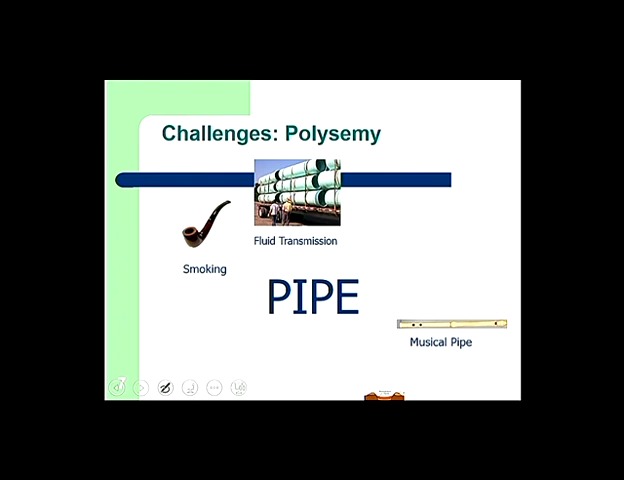 Challenges: Polysemy
Fluid Transmission
Smoking
PIPE
Musical Pipe